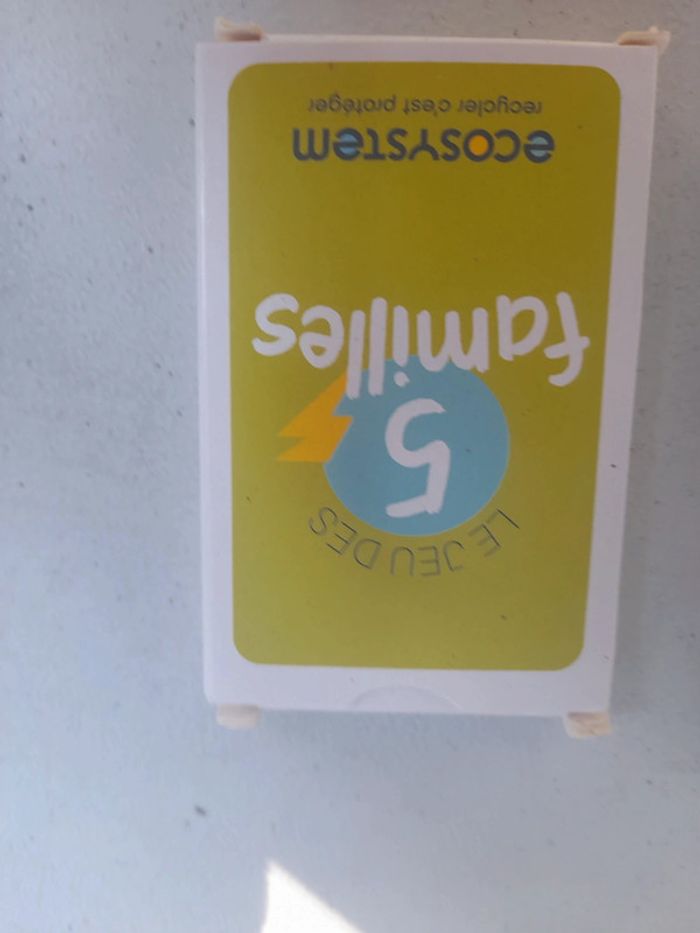 LE JEU DES
5
familles
ecosystem
recycler c'est protéger